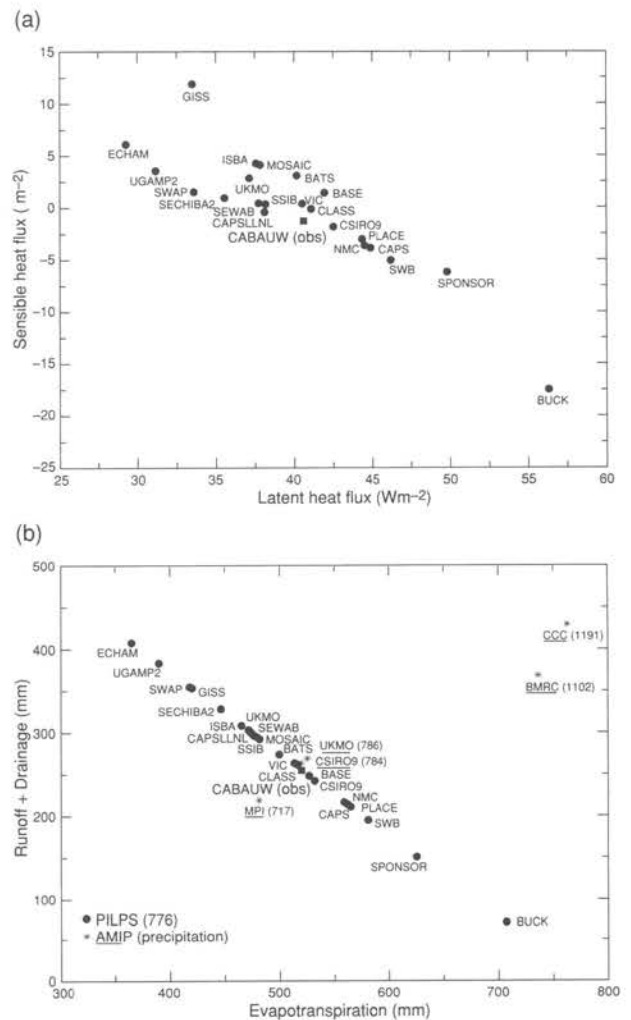 (a)
15
10
5
0
−5
−10
−15
−20
−25
Sensible heat flux ( m−2)
GISS
ECHAM
ISBA
MOSAIC
UGAMP2
UKMO
BATS
SWAP
SECHIBA2
SSIB
VIC
BASE
SEWAB
CLASS
CAPSLLNL
CSIRO9
CABAUW (obs)
PLACE
NMC
CAPS
SWB
SPONSOR
BUCK
25 30 35 40 45 50 55 60
Latent heat flux (Wm−2)
(b)
500
400
300
200
100
0
Runoff + Drainage (mm)
CCC (1191)
ECHAM
UGAMP2
BMRC (1102)
SWAP
GISS
SECHIBA2
UKMO
ISBA
SEWAB
CAPSLLNL
MOSAIC
SSIB
BATS
UKMO (786)
VIC
CSIRO9 (784)
CLASS
BASE
CABAUW (obs)
CSIRO9
MPI (717)
NMC
CAPS
PLACE
SWB
SPONSOR
BUCK
PILPS (776)
AMIP (precipitation)
300 400 500 600 700 800
Evapotranspiration (mm)